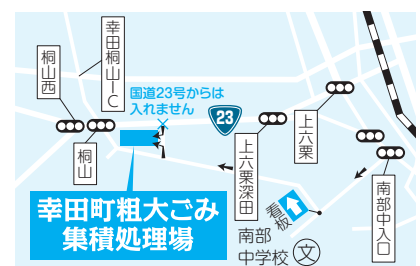 桐山西
幸田桐山IC
国道23号からは
入れません
23
桐山
上六栗深田
上六栗
南部中入口
看板
幸田町粗大ごみ
集積処理場
南部
中学校
文